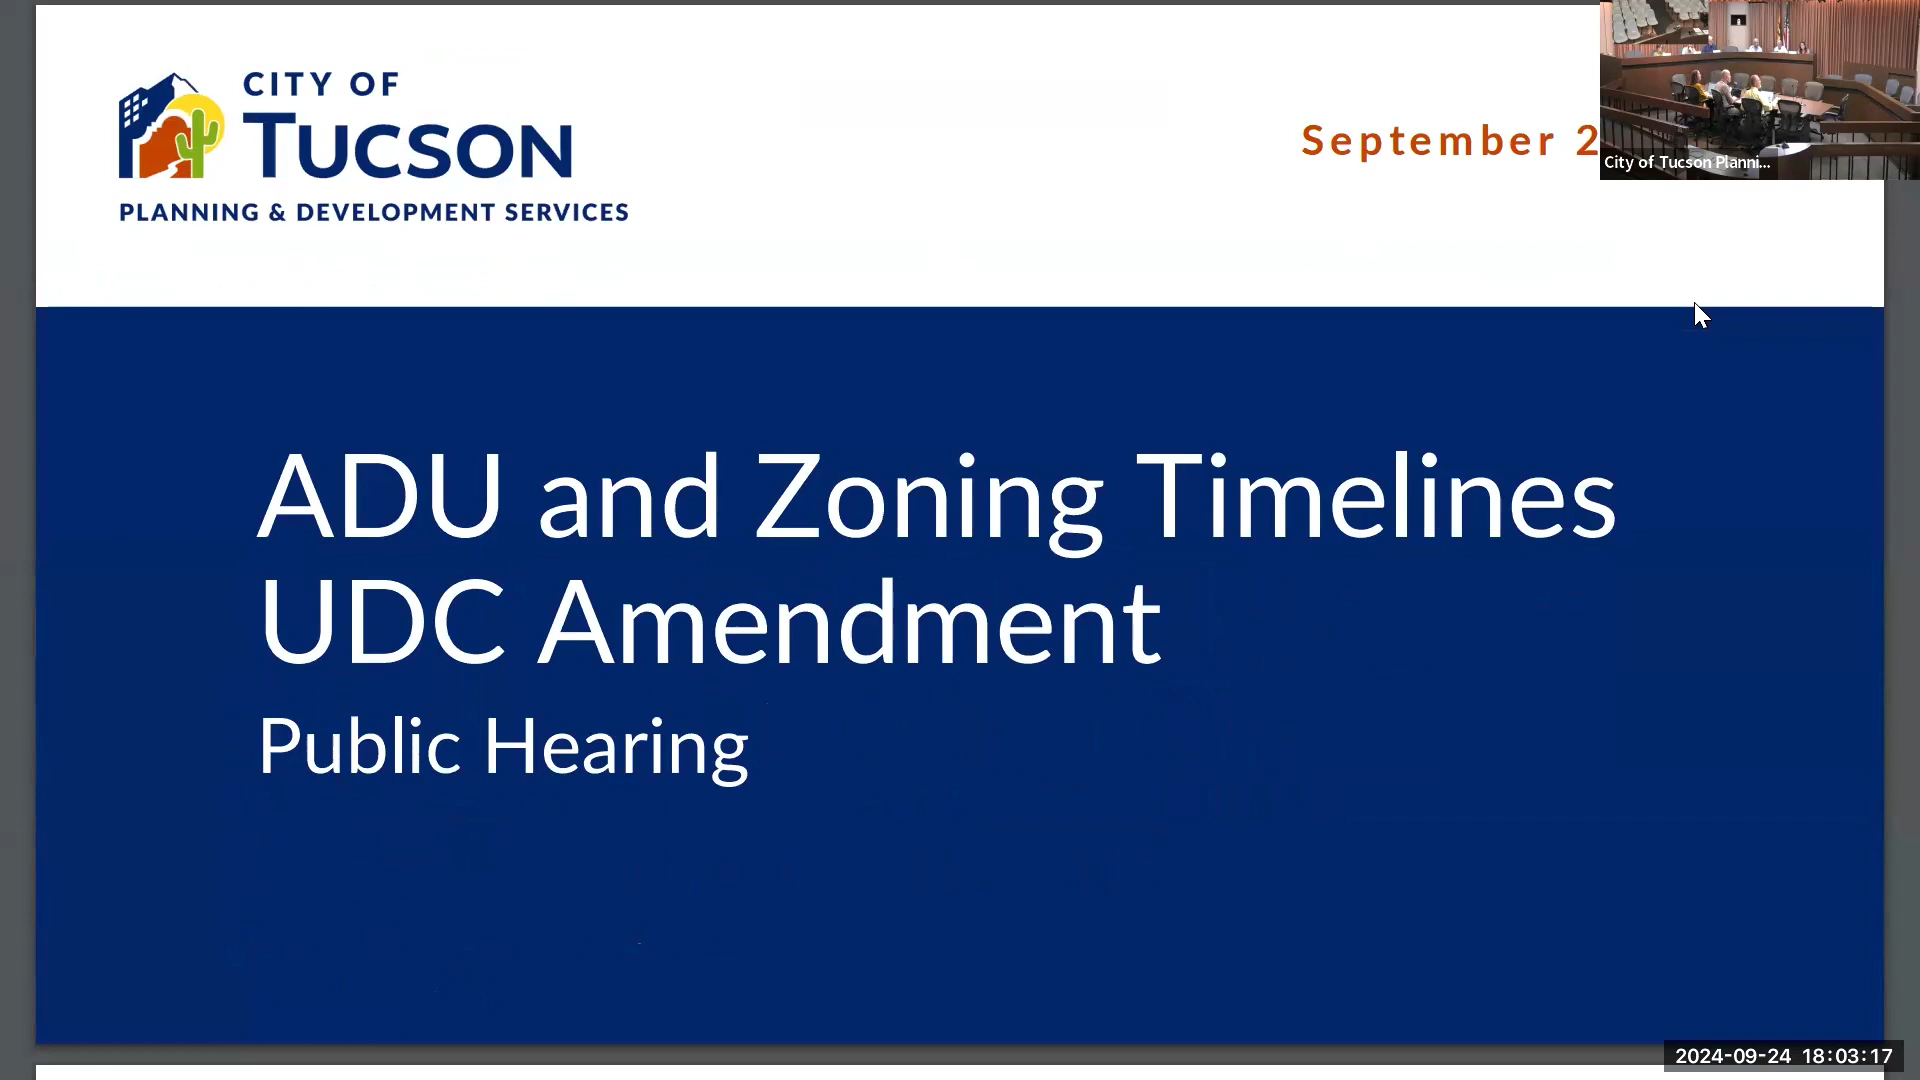 CITY OF
TUCSON
PLANNING & DEVELOPMENT SERVICES
September 2
City of Tucson Planni...
ADU and Zoning Timelines
UDC Amendment
Public Hearing
2024-09-24 18:03:17